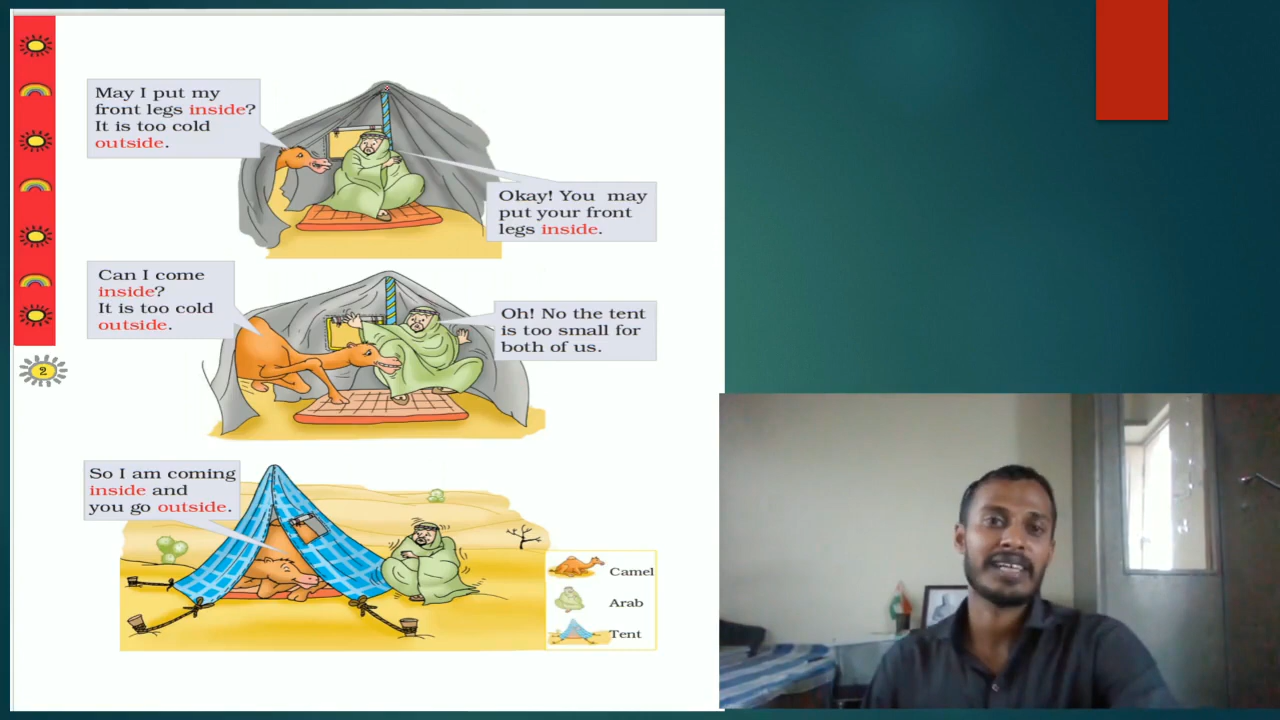 May I put my
front legs inside?
It is too cold
outside.
Okay! You may
put your front
legs inside.
Can I come
inside?
It is too cold
outside.
Oh! No the tent
is too small for
both of us.
2
So I am coming
inside and
you go outside.
Camel
Arab
Tent